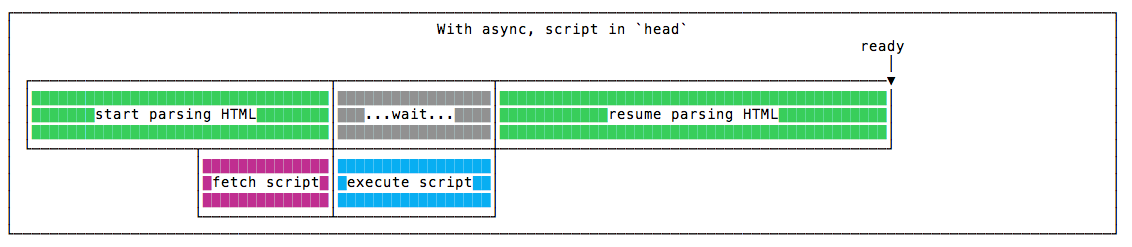 With async, script in `head`
ready
start parsing HTML ...wait... resume parsing HTML
fetch script execute script